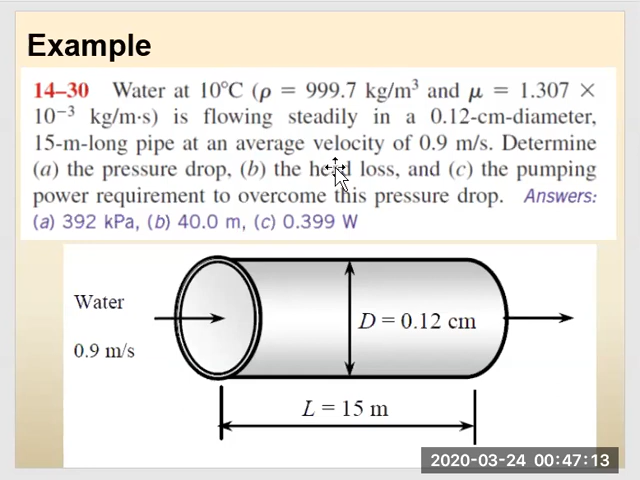 Example
14–30 Water at 10°C (ρ = 999.7 kg/m³ and μ = 1.307 ×
10⁻³ kg/m·s) is flowing steadily in a 0.12-cm-diameter,
15-m-long pipe at an average velocity of 0.9 m/s. Determine
(a) the pressure drop, (b) the head loss, and (c) the pumping
power requirement to overcome this pressure drop. Answers:
(a) 392 kPa, (b) 40.0 m, (c) 0.399 W
Water
D = 0.12 cm
0.9 m/s
L = 15 m
2020-03-24 00:47:13